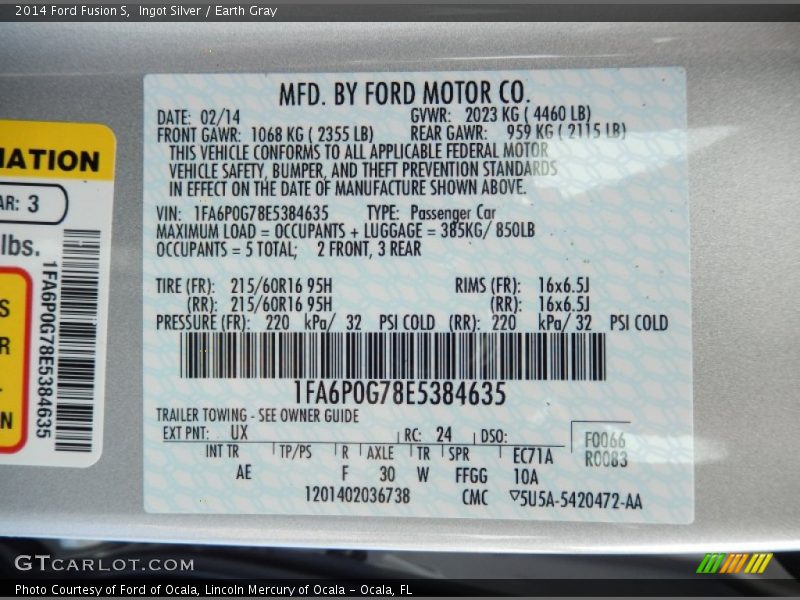 2014 Ford Fusion S,  Ingot Silver / Earth Gray
MFD. BY FORD MOTOR CO.
DATE: 02/14 GVWR: 2023 KG ( 4460 LB)
FRONT GAWR: 1068 KG ( 2355 LB) REAR GAWR: 959 KG ( 2115 LB)
THIS VEHICLE CONFORMS TO ALL APPLICABLE FEDERAL MOTOR
VEHICLE SAFETY, BUMPER, AND THEFT PREVENTION STANDARDS
IN EFFECT ON THE DATE OF MANUFACTURE SHOWN ABOVE.
VIN: 1FA6P0G78E5384635 TYPE: Passenger Car
MAXIMUM LOAD = OCCUPANTS + LUGGAGE = 385KG/ 850LB
OCCUPANTS = 5 TOTAL; 2 FRONT, 3 REAR
TIRE (FR): 215/60R16 95H RIMS (FR): 16x6.5J
(RR): 215/60R16 95H (RR): 16x6.5J
PRESSURE (FR): 220 kPa/ 32 PSI COLD (RR): 220 kPa/ 32 PSI COLD
1FA6P0G78E5384635
TRAILER TOWING - SEE OWNER GUIDE
EXT PNT: UX RC: 24 DSO: F0066
R0083
INT TR TP/PS R AXLE TR SPR EC71A
AE F 30 W FFGG 10A
1201402036738 CMC ▽5U5A-5420472-AA
MATION
AR: 3
lbs.
1FA6P0G78E5384635
S
R
N
GTCARLOT.COM
Photo Courtesy of Ford of Ocala, Lincoln Mercury of Ocala – Ocala, FL